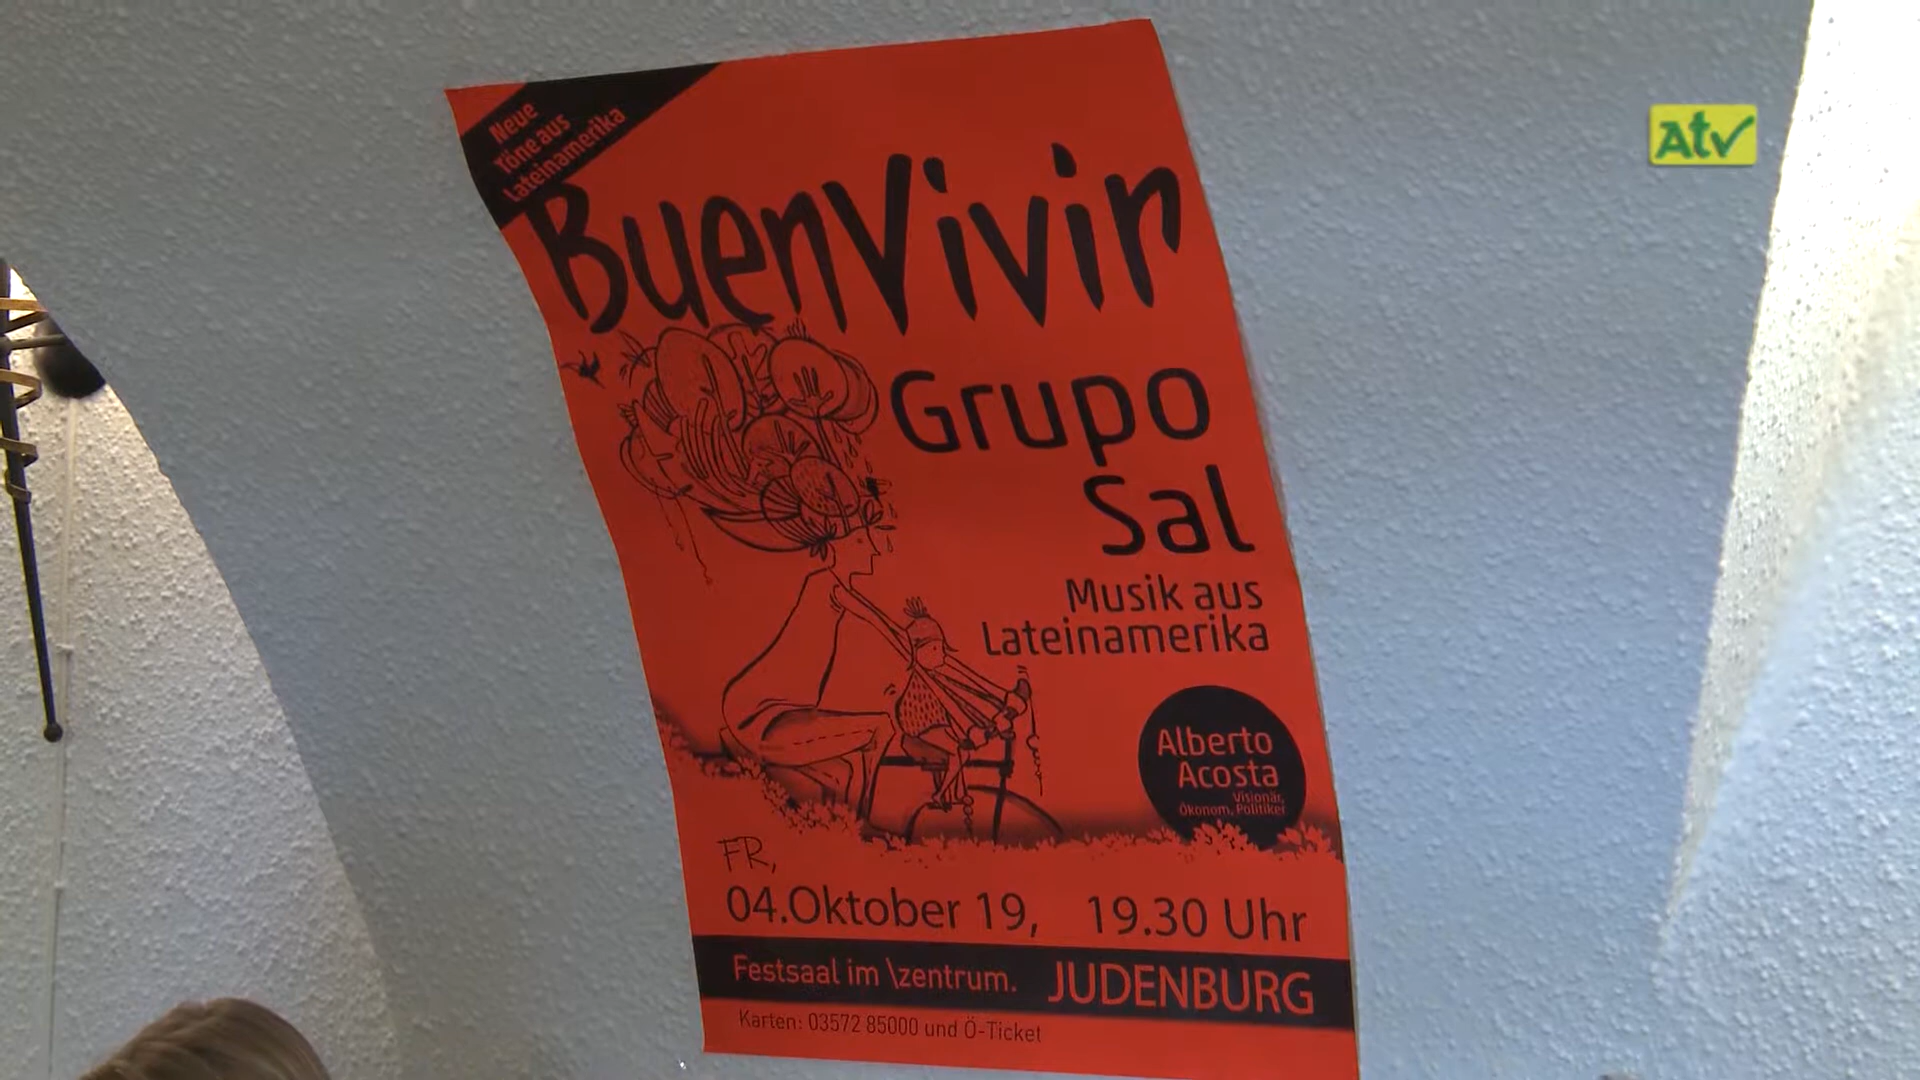 Neue
Töne aus
Lateinamerika
BuenVivir
Grupo
Sal
Musik aus
Lateinamerika
Alberto
Acosta
Visionär,
Ökonom, Politiker
FR,
04.Oktober 19, 19.30 Uhr
Festsaal im \zentrum. JUDENBURG
Karten: 03572 85000 und Ö-Ticket
Atv